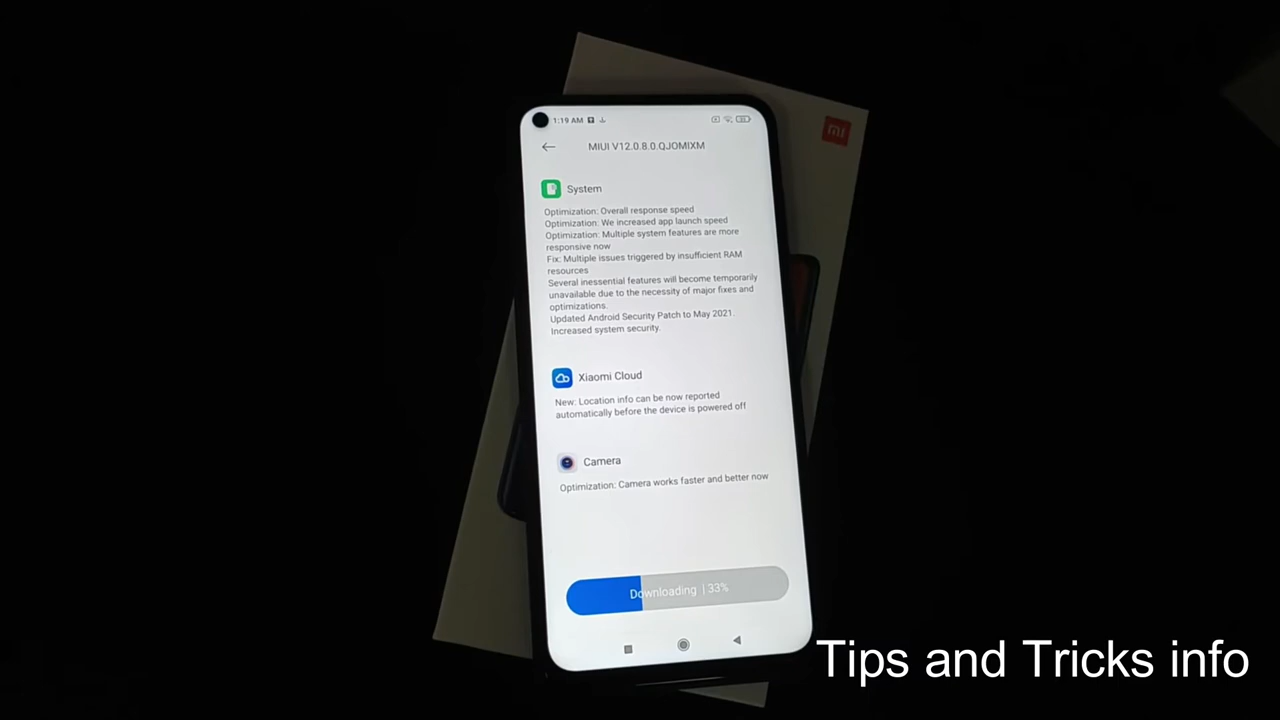 1:19 AM
MIUI V12.0.8.0.QJOMIXM
System
Optimization: Overall response speed
Optimization: We increased app launch speed
Optimization: Multiple system features are more
responsive now
Fix: Multiple issues triggered by insufficient RAM
resources
Several inessential features will become temporarily
unavailable due to the necessity of major fixes and
optimizations.
Updated Android Security Patch to May 2021.
Increased system security.
Xiaomi Cloud
New: Location info can be now reported
automatically before the device is powered off
Camera
Optimization: Camera works faster and better now
Downloading | 33%
mi
Tips and Tricks info